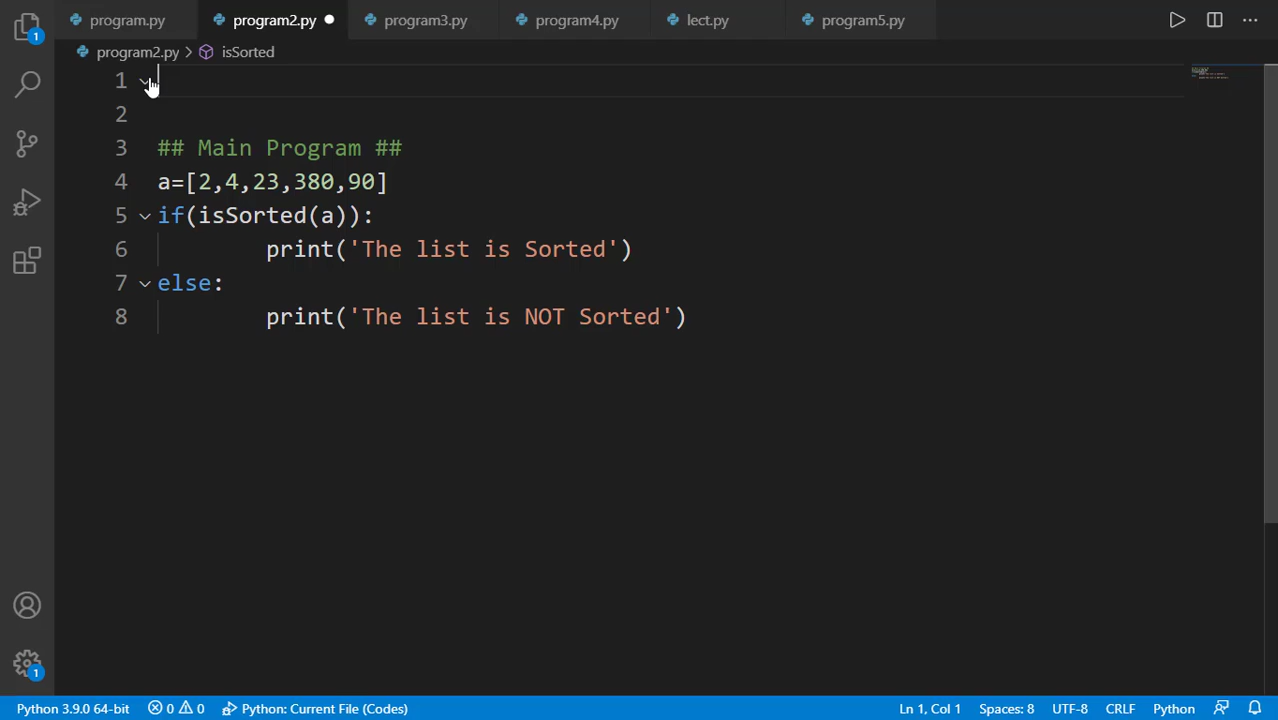 program.py program2.py program3.py program4.py lect.py program5.py
program2.py isSorted
1
2
3 ## Main Program ##
4 a=[2,4,23,380,90]
5 if(isSorted(a)):
6 print('The list is Sorted')
7 else:
8 print('The list is NOT Sorted')
1
1
Python 3.9.0 64-bit 0 0 Python: Current File (Codes) Ln 1, Col 1 Spaces: 8 UTF-8 CRLF Python